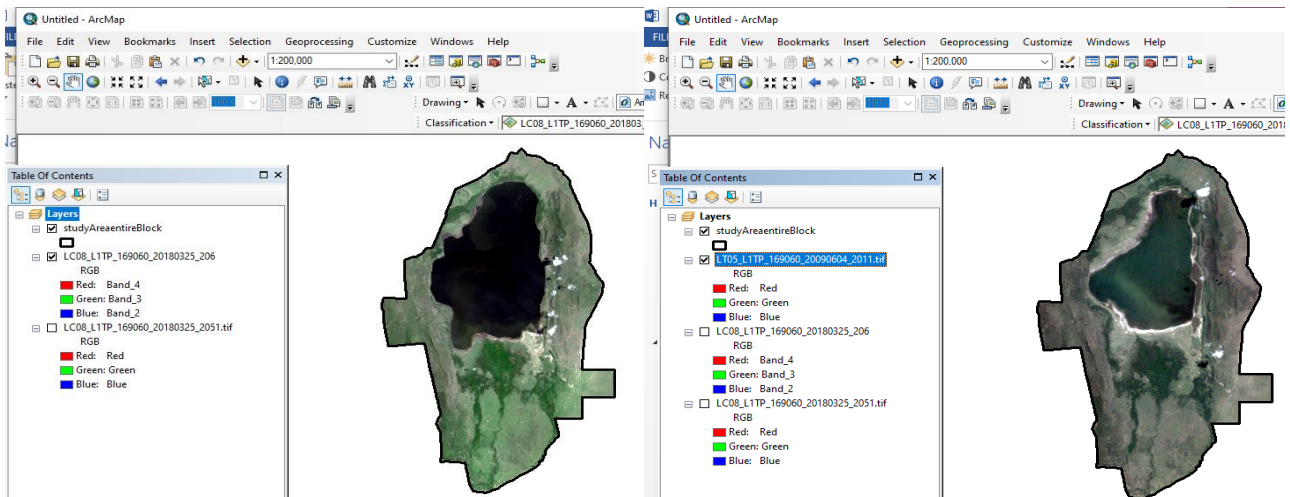 Untitled - ArcMap
File Edit View Bookmarks Insert Selection Geoprocessing Customize Windows Help
1:200,000
Drawing
A
Classification LC08_L1TP_169060_201803
Table Of Contents
Layers
studyAreaentireBlock
LC08_L1TP_169060_20180325_206
RGB
Red: Band_4
Green: Band_3
Blue: Band_2
LC08_L1TP_169060_20180325_2051.tif
RGB
Red: Red
Green: Green
Blue: Blue
Untitled - ArcMap
FIL
File Edit View Bookmarks Insert Selection Geoprocessing Customize Windows Help
1:200,000
Drawing
A
Classification LC08_L1TP_169060_201
Na
Table Of Contents
Layers
studyAreaentireBlock
LT05_L1TP_169060_20090604_2011.tif
RGB
Red: Red
Green: Green
Blue: Blue
LC08_L1TP_169060_20180325_206
RGB
Red: Band_4
Green: Band_3
Blue: Band_2
LC08_L1TP_169060_20180325_2051.tif
RGB
Red: Red
Green: Green
Blue: Blue